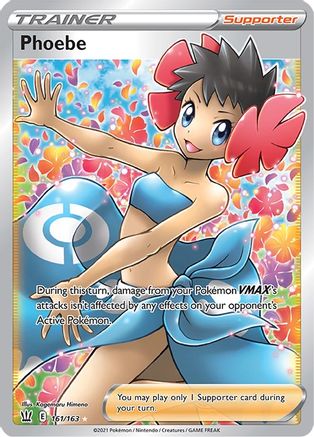 TRAINER Supporter
Phoebe
During this turn, damage from your Pokémon VMAX's
attacks isn't affected by any effects on your opponent's
Active Pokémon.
Illus. Kagemaru Himeno
You may play only 1 Supporter card during
your turn.
E 161/163
©2021 Pokémon / Nintendo / Creatures / GAME FREAK